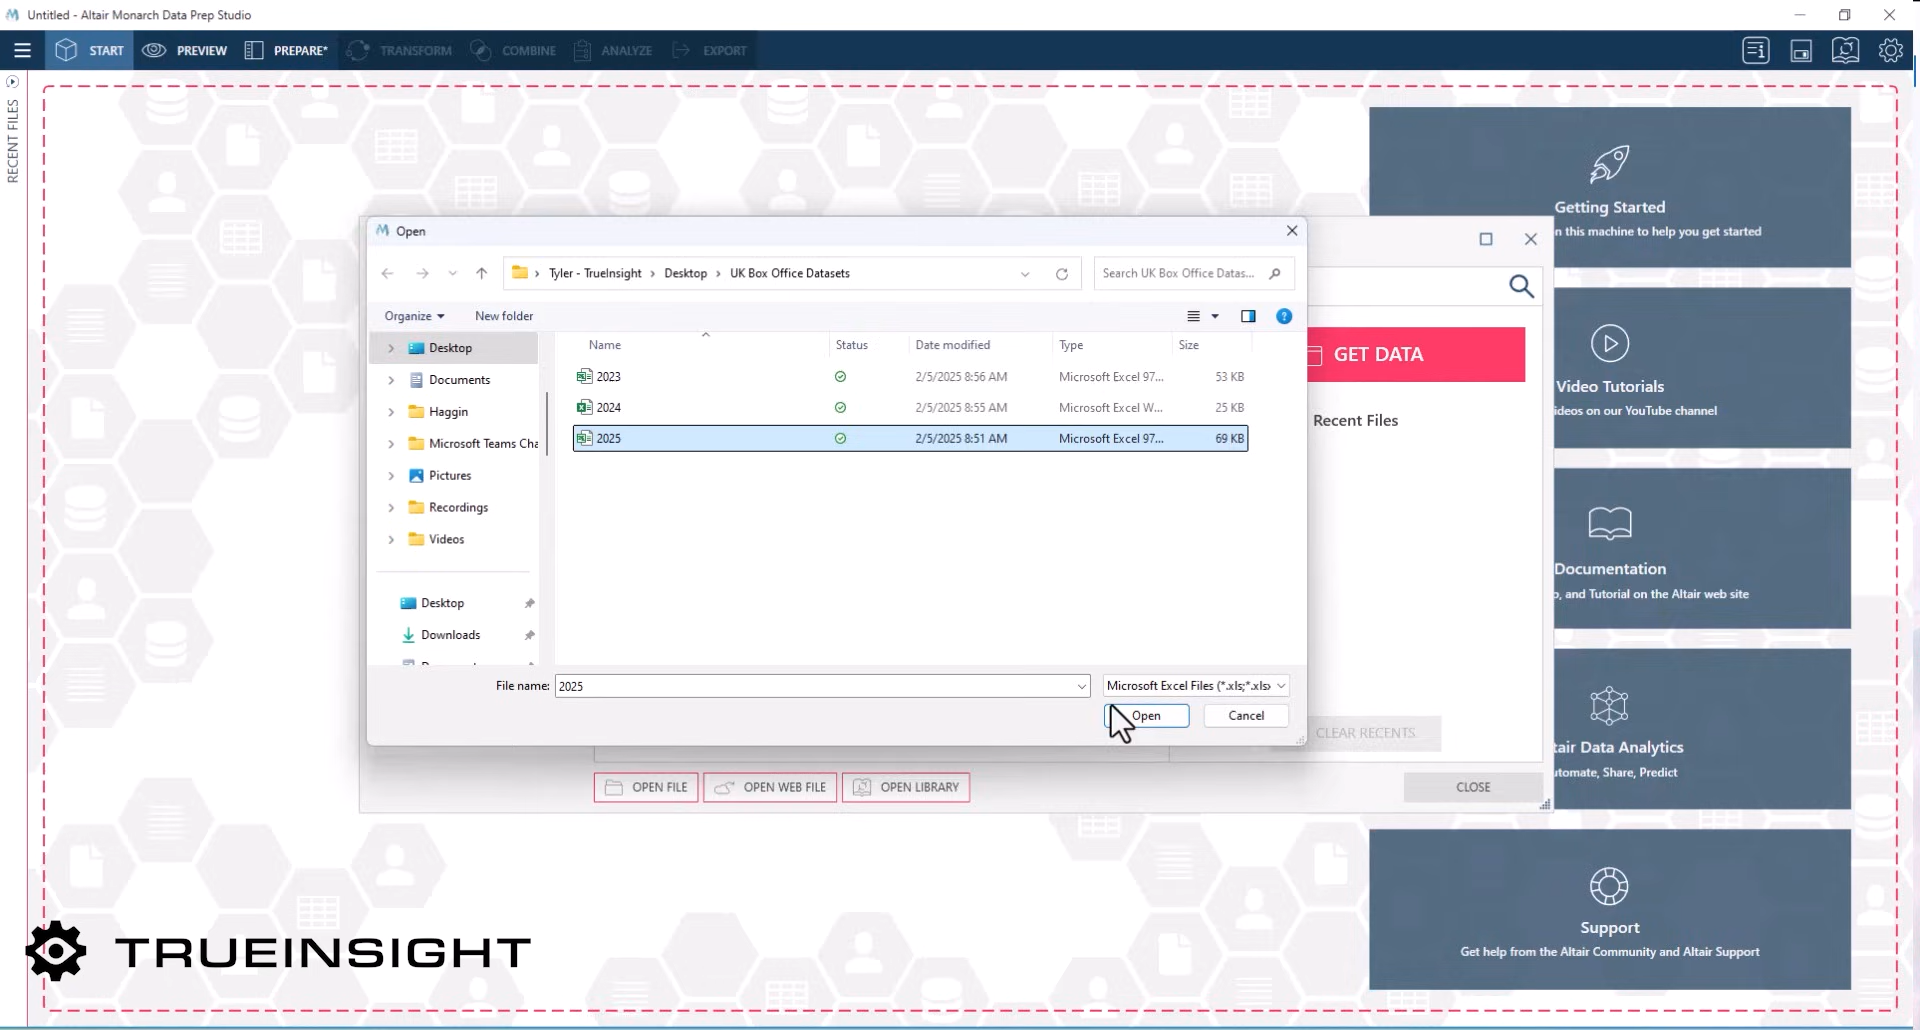 Untitled - Altair Monarch Data Prep Studio
START PREVIEW PREPARE* TRANSFORM COMBINE ANALYZE EXPORT
RECENT FILES
Getting Started
n this machine to help you get started
Open
Tyler - TrueInsight > Desktop > UK Box Office Datasets
Search UK Box Office Datas...
Organize New folder
Name Status Date modified Type Size
2023 2/5/2025 8:56 AM Microsoft Excel 97... 53 KB
2024 2/5/2025 8:55 AM Microsoft Excel W... 25 KB
2025 2/5/2025 8:51 AM Microsoft Excel 97... 69 KB
Desktop
Documents
Haggin
Microsoft Teams Cha
Pictures
Recordings
Videos
Desktop
Downloads
File name: 2025
Microsoft Excel Files (*.xls;*.xls
Open Cancel
GET DATA
Recent Files
CLEAR RECENTS
OPEN FILE OPEN WEB FILE OPEN LIBRARY
CLOSE
Video Tutorials
ideos on our YouTube channel
Documentation
, and Tutorial on the Altair web site
tair Data Analytics
utomate, Share, Predict
Support
Get help from the Altair Community and Altair Support
TRUEINSIGHT